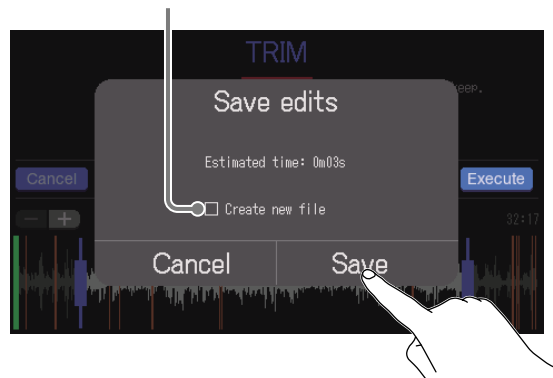 TRIM
eep.
Save edits
Estimated time: 0m03s
Cancel
Execute
Create new file
− +
32:17
Cancel
Save